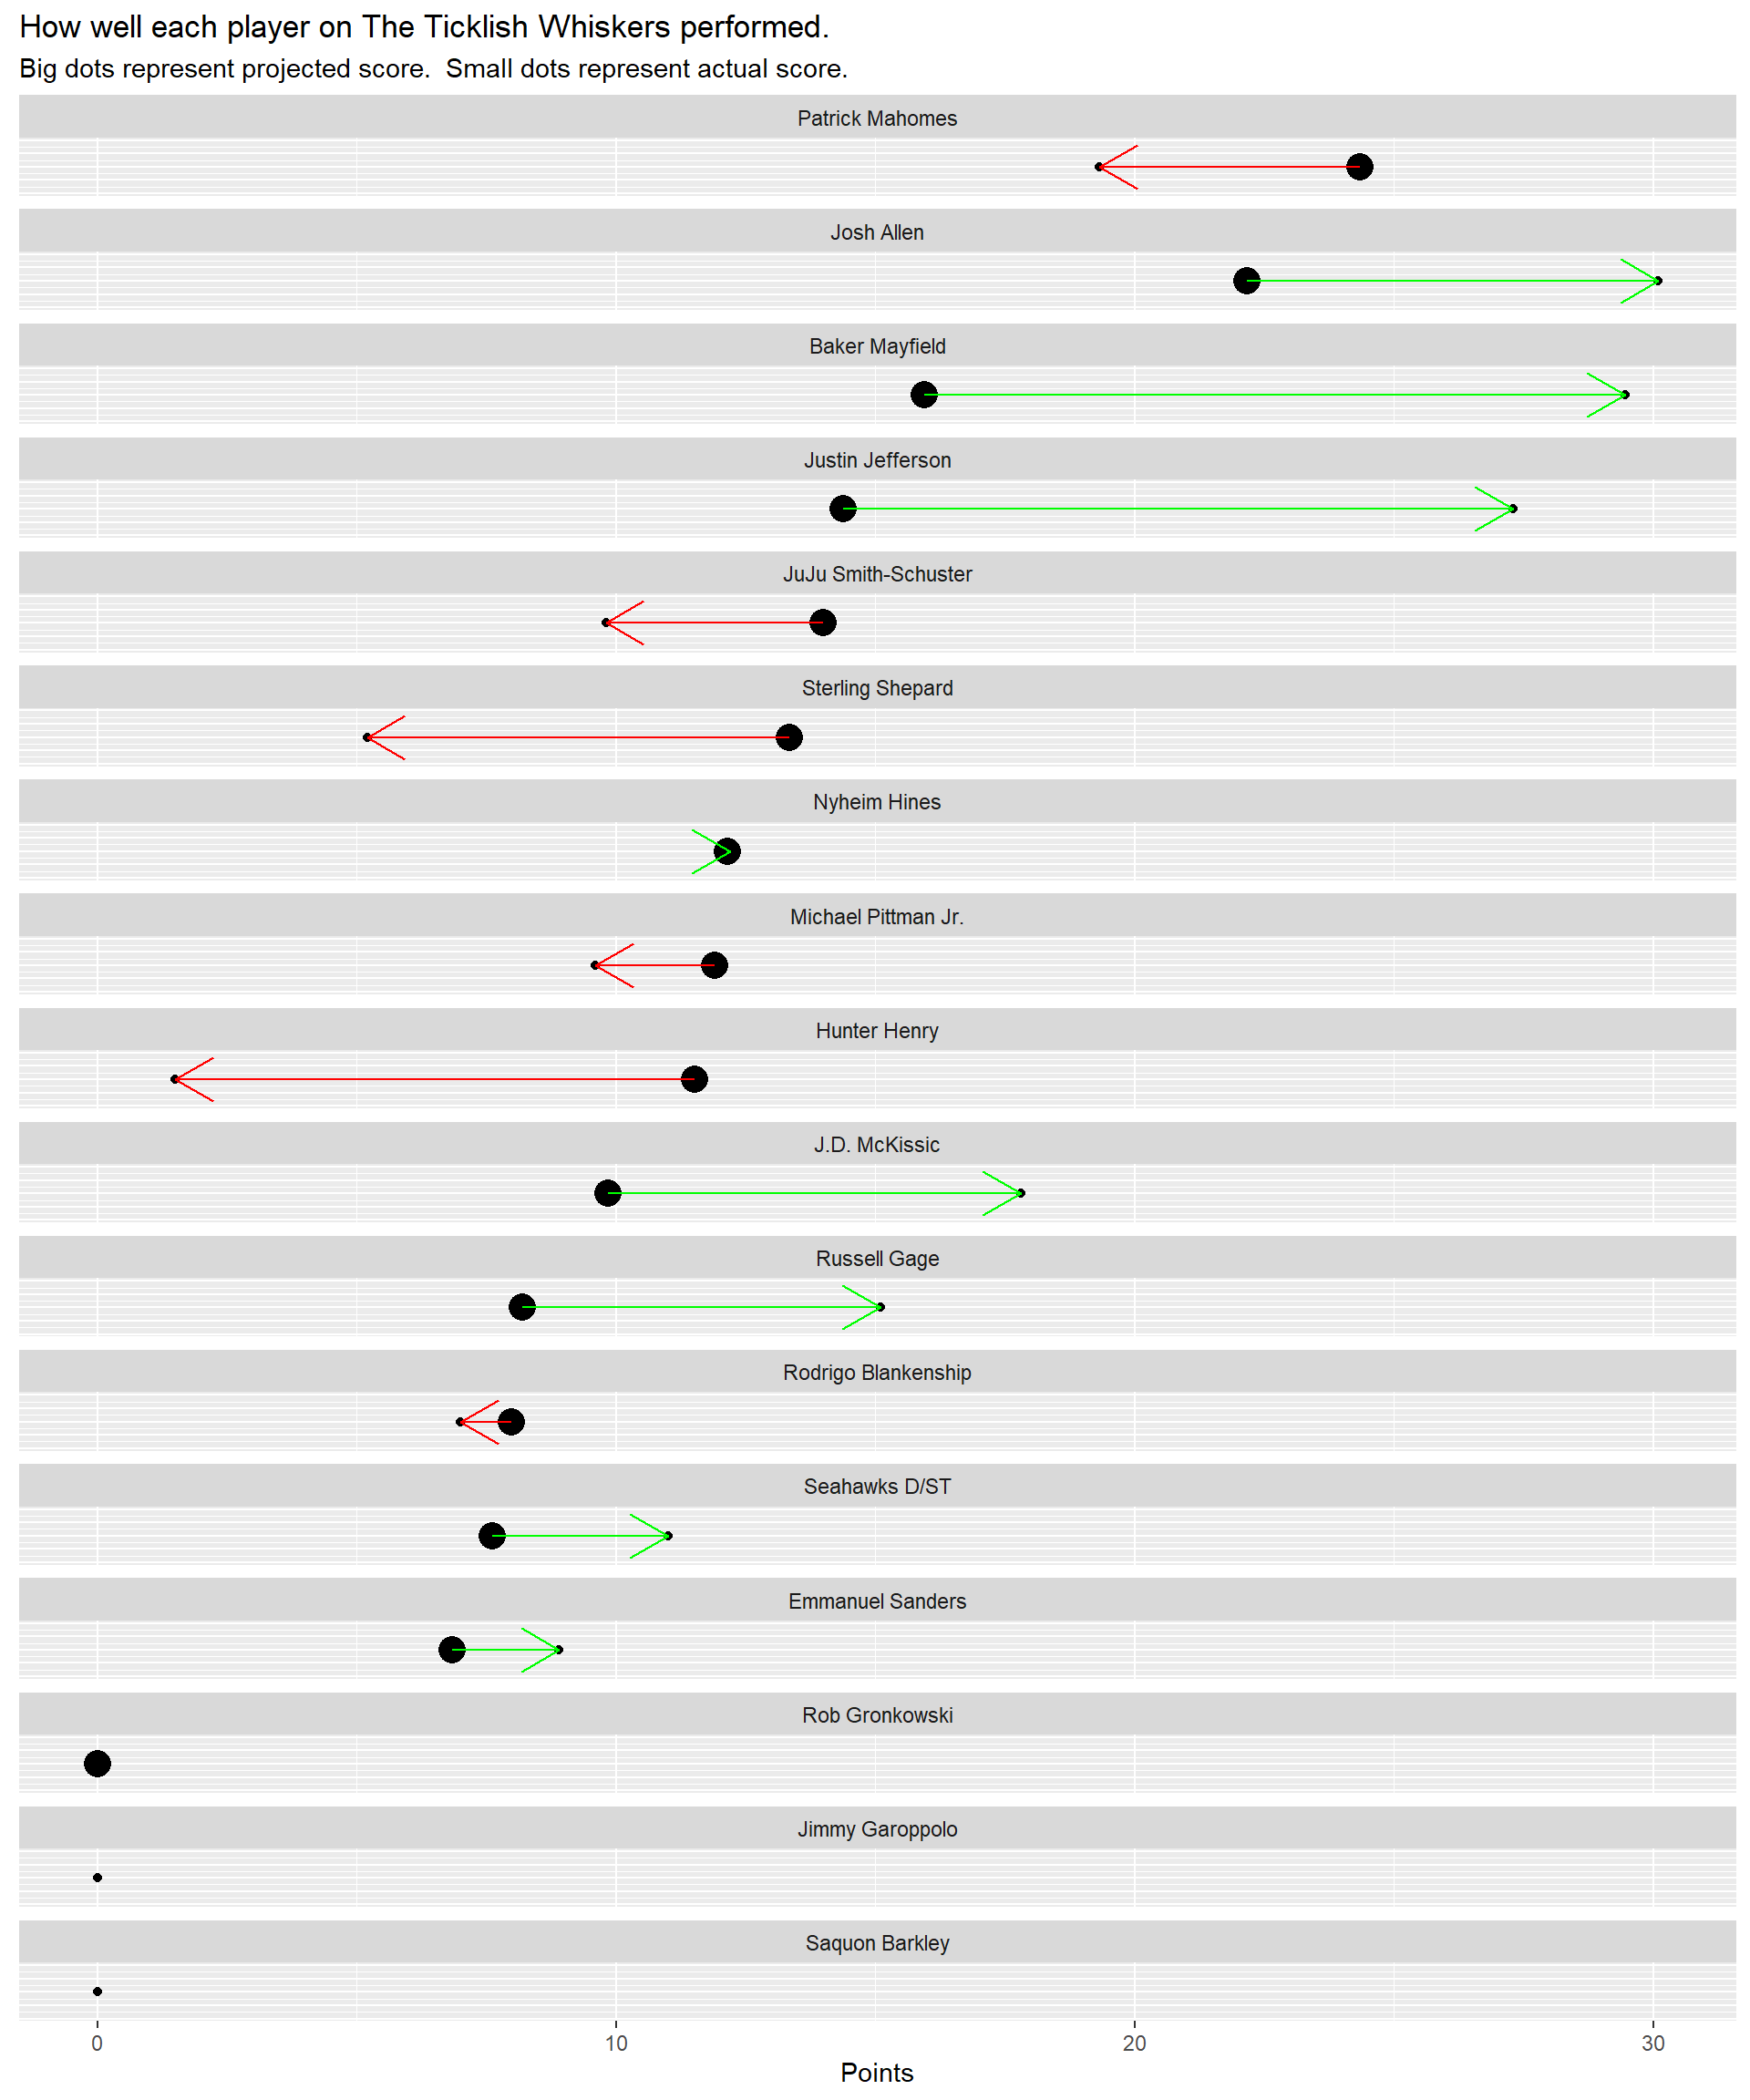 How well each player on The Ticklish Whiskers performed.
Big dots represent projected score.  Small dots represent actual score.
Patrick Mahomes
Josh Allen
Baker Mayfield
Justin Jefferson
JuJu Smith-Schuster
Sterling Shepard
Nyheim Hines
Michael Pittman Jr.
Hunter Henry
J.D. McKissic
Russell Gage
Rodrigo Blankenship
Seahawks D/ST
Emmanuel Sanders
Rob Gronkowski
Jimmy Garoppolo
Saquon Barkley
0 10 20 30
Points